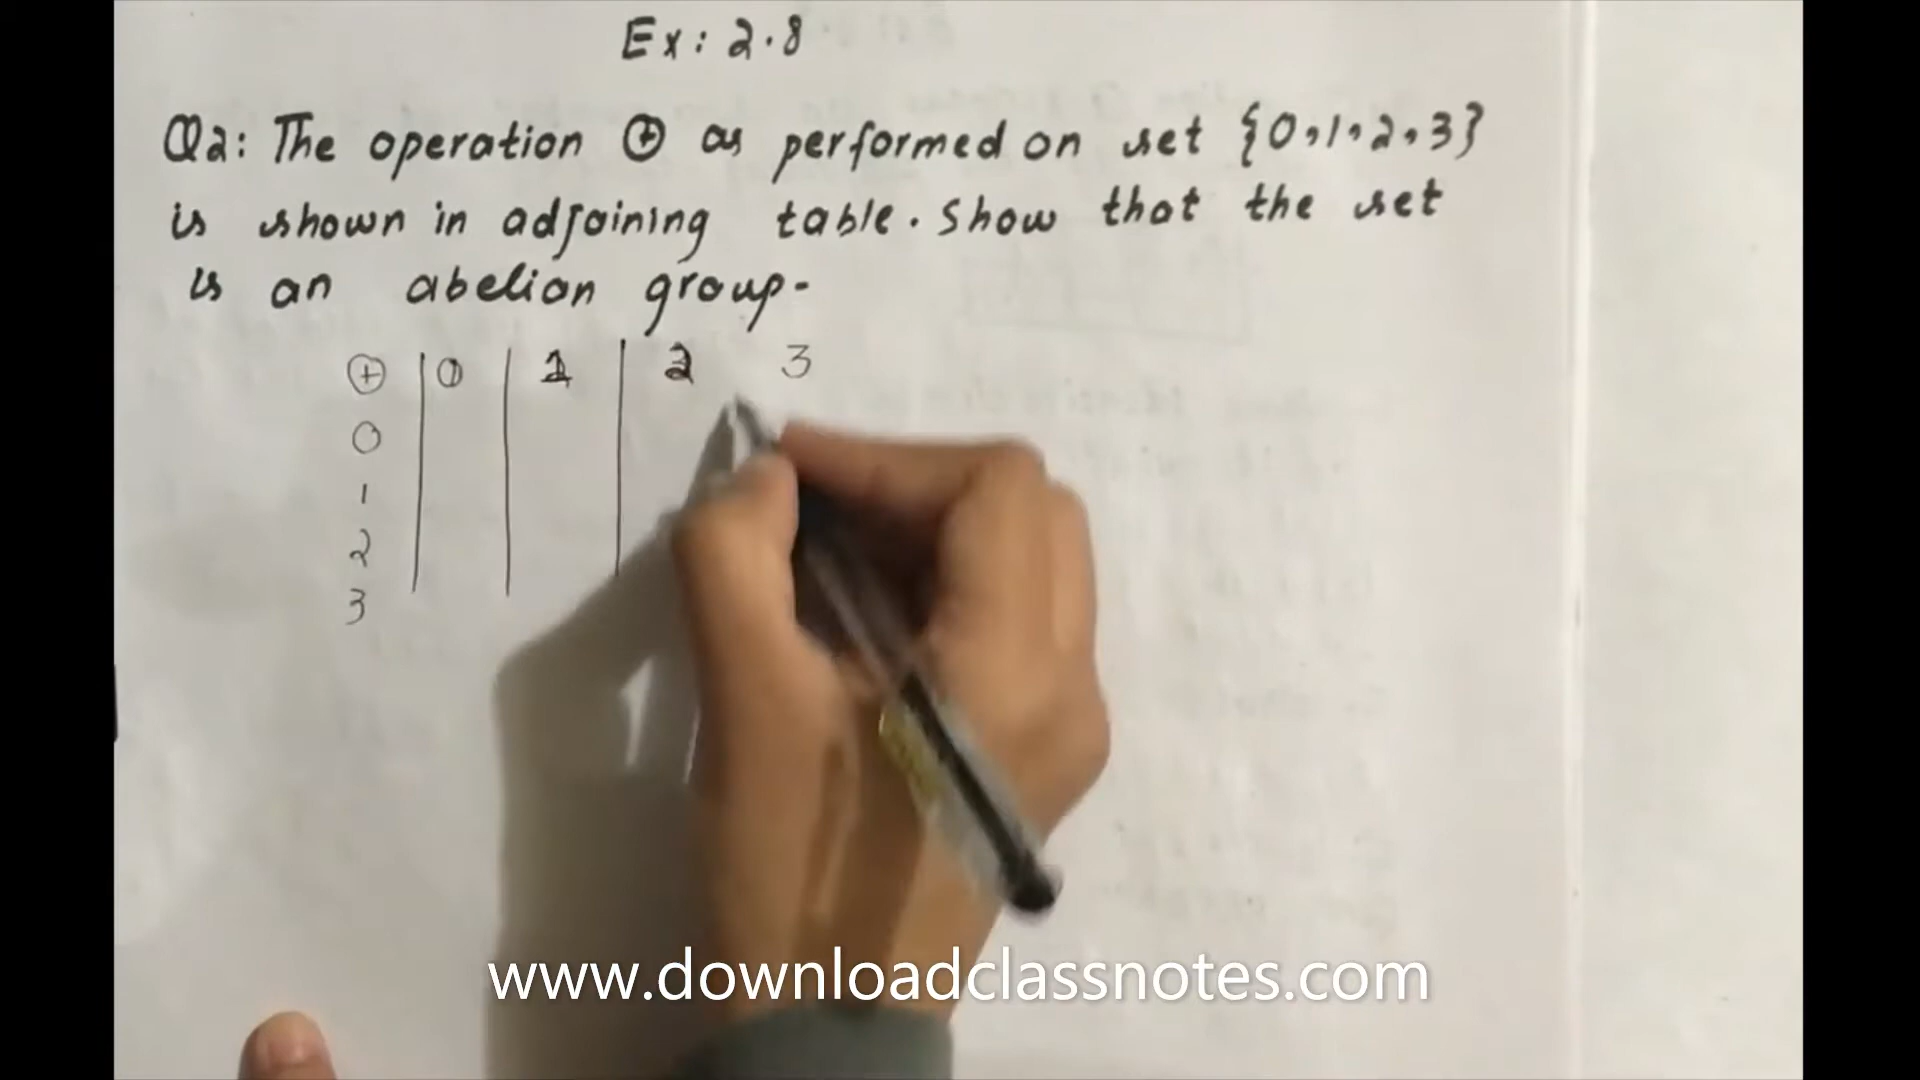 Ex: 2.8
Q2: The operation ⊕ as performed on set {0,1,2,3}
is shown in adjoining table. Show that the set
is an abelian group.
⊕ 0 1 2 3
0
1
2
3
www.downloadclassnotes.com